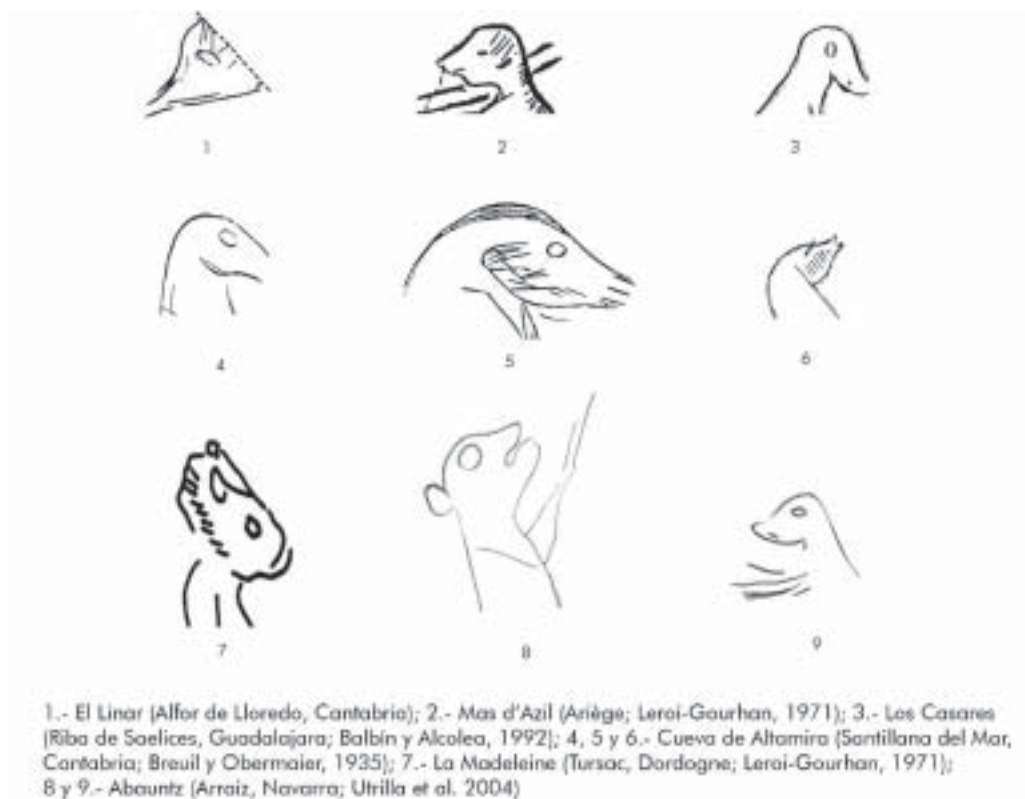 1
2
3
4
5
6
7
8
9
1.- El Linar (Alfor de Lloredo, Cantabria); 2.- Mas d'Azil (Ariège; Leroi-Gourhan, 1971); 3.- Los Casares
(Riba de Saelices, Guadalajara; Balbín y Alcolea, 1992); 4, 5 y 6.- Cueva de Altamira (Santillana del Mar,
Cantabria; Breuil y Obermaier, 1935); 7.- La Madeleine (Tursac, Dordogne; Leroi-Gourhan, 1971);
8 y 9.- Abauntz (Arraiz, Navarra; Utrilla et al. 2004)